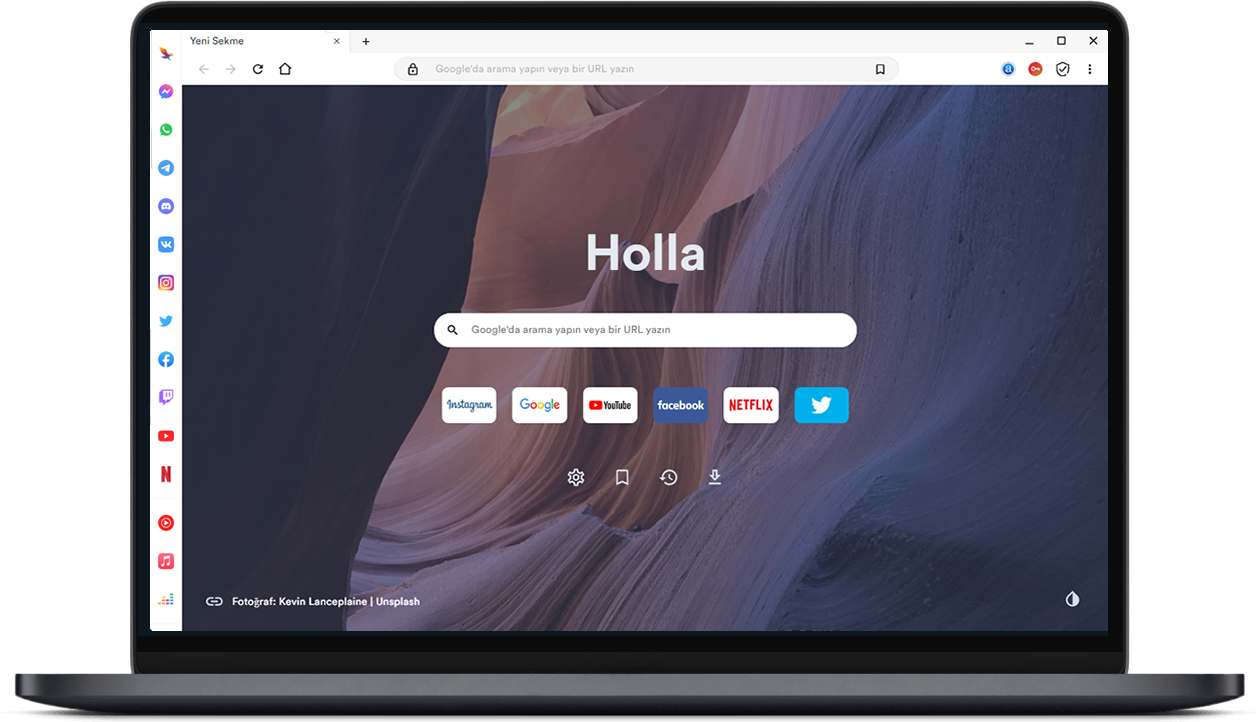 Yeni Sekme
Google'da arama yapın veya bir URL yazın
Holla
Google'da arama yapın veya bir URL yazın
Instagram
Google
YouTube
facebook
NETFLIX
N
Fotoğraf: Kevin Lanceplaine | Unsplash